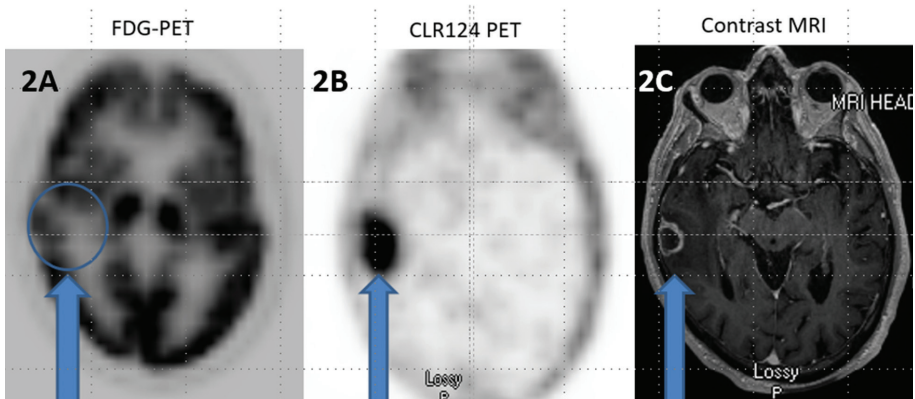 FDG-PET
CLR124 PET
Contrast MRI
2A
2B
2C
MRI HEAD
Lossy
P
Lossy
P